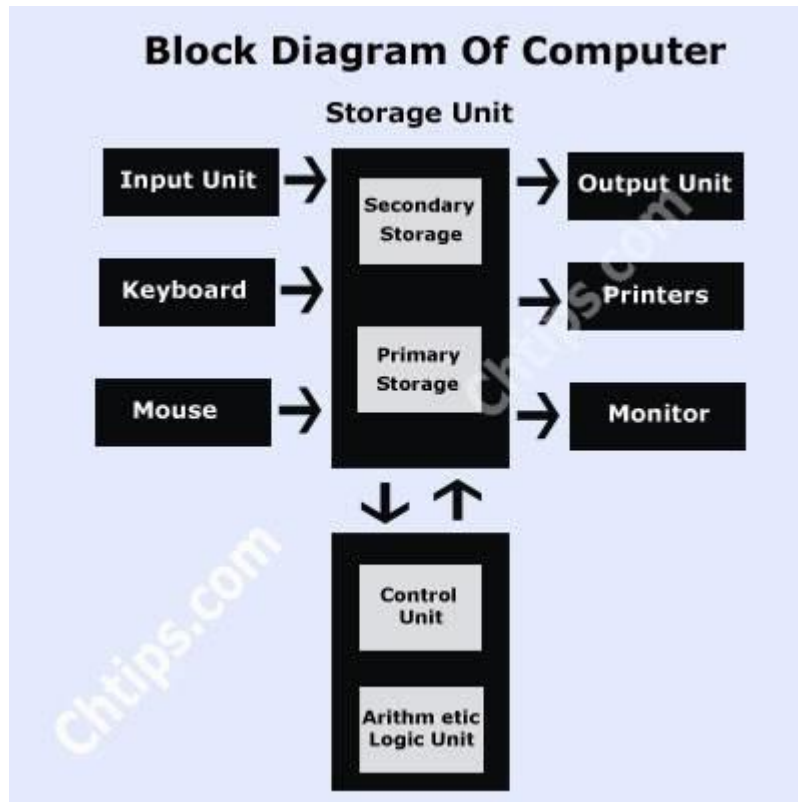 Block Diagram Of Computer
Storage Unit
Input Unit
Secondary
Storage
Output Unit
Keyboard
Printers
Primary
Storage
Mouse
Monitor
Control
Unit
Arithm etic
Logic Unit
Chtips.com
Chtips.com